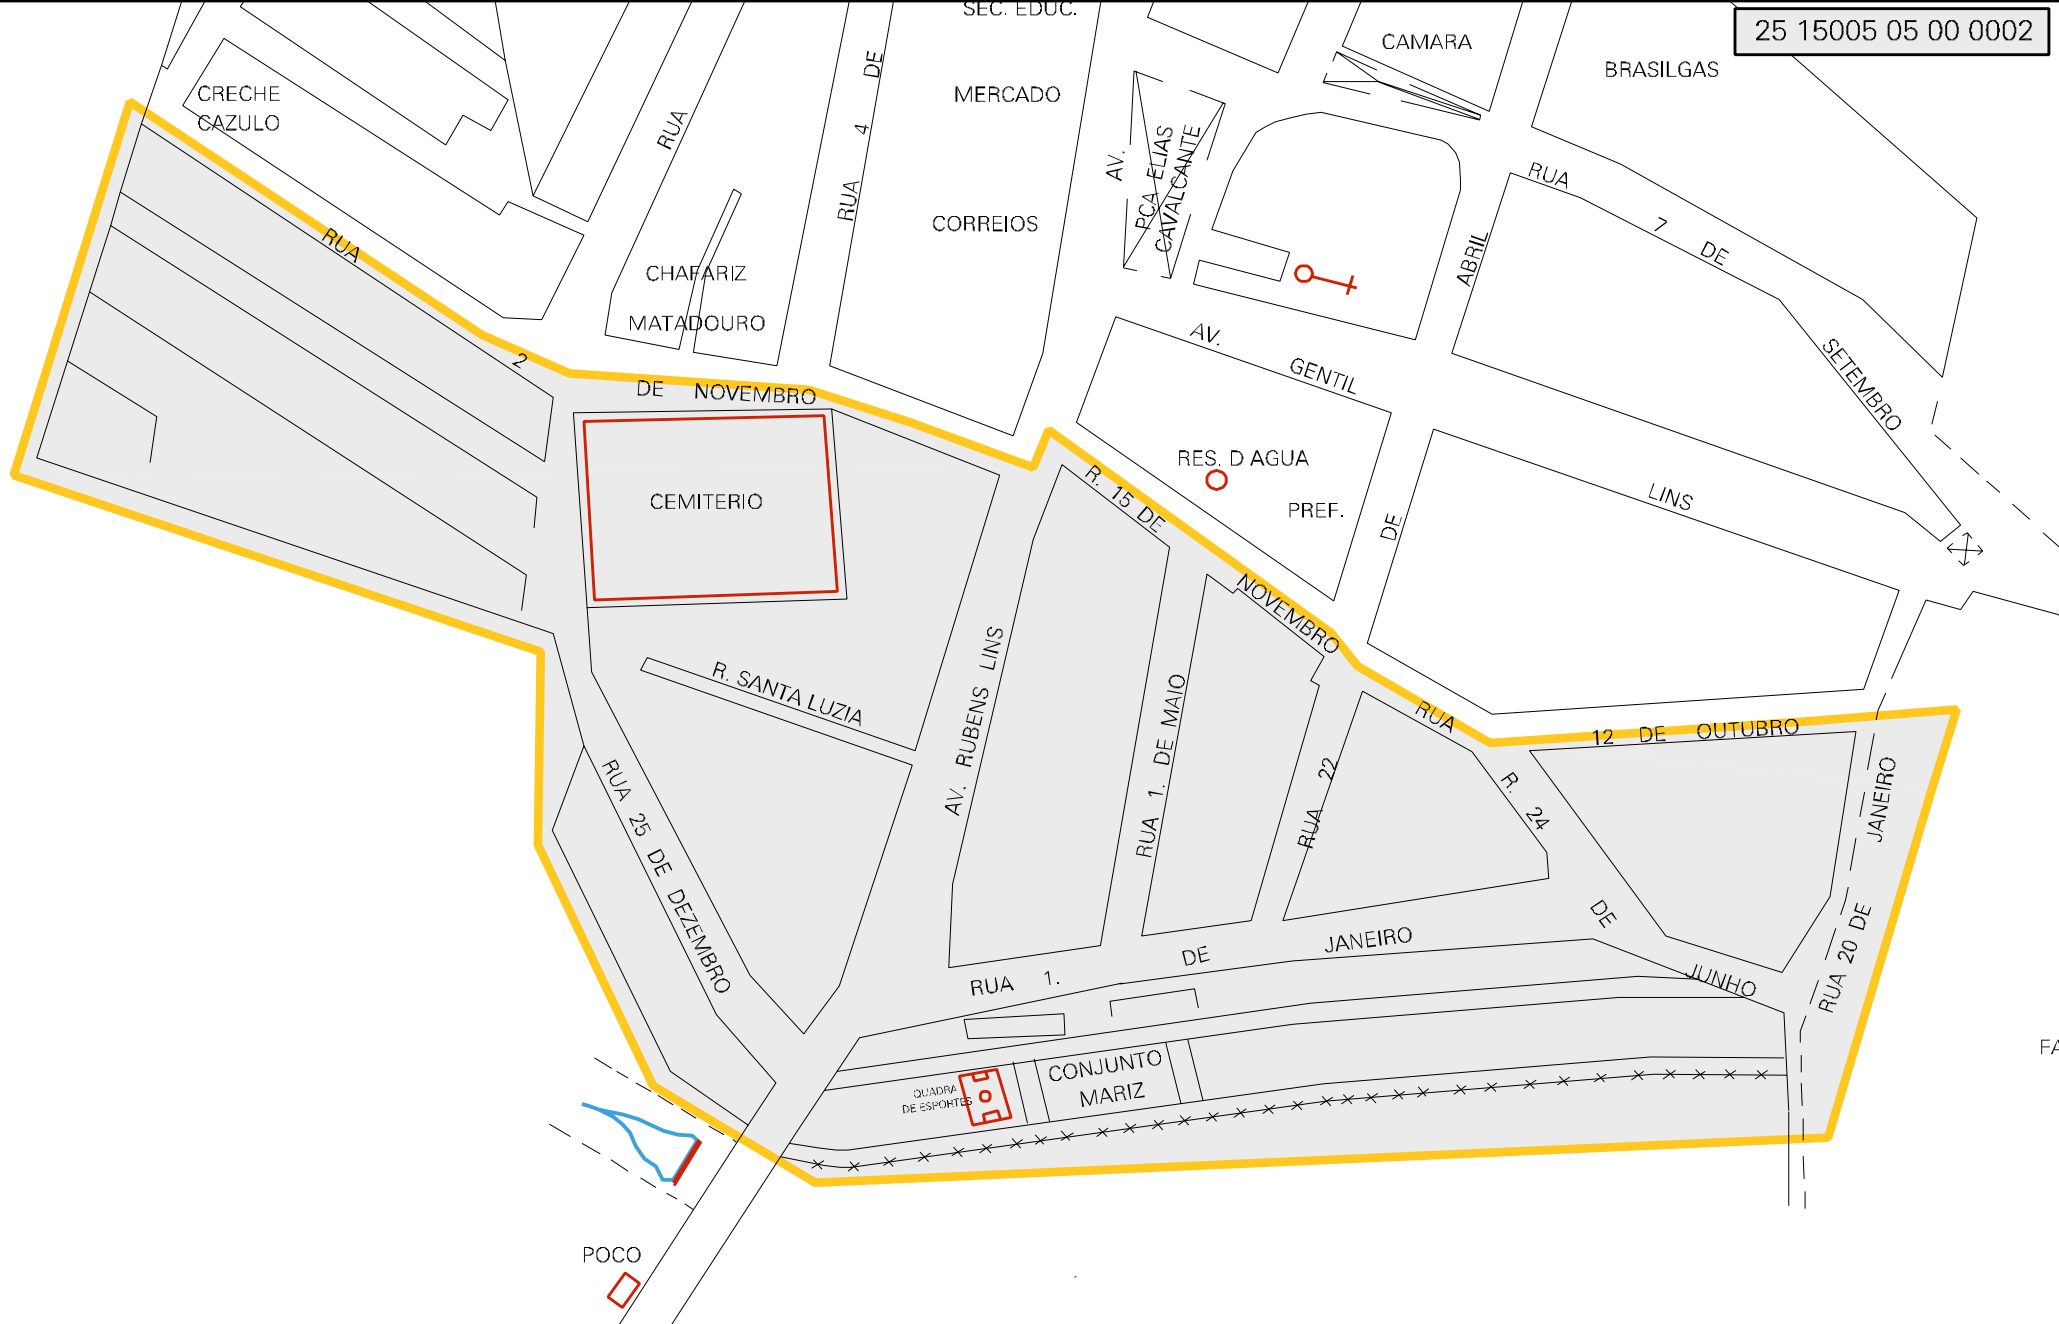 SEC. EDUC.
25 15005 05 00 0002
CAMARA
BRASILGAS
CRECHE
CAZULO
MERCADO
RUA
RUA 4 DE
AV.
PCA ELIAS
CAVALCANTE
CORREIOS
RUA 7 DE SETEMBRO
CHAFARIZ
MATADOURO
RUA 2 DE NOVEMBRO
AV. GENTIL LINS
DE ABRIL
RES. D AGUA
PREF.
CEMITERIO
R. 15 DE NOVEMBRO
R. SANTA LUZIA
AV. RUBENS LINS
RUA 1. DE MAIO
RUA 22
RUA 12 DE OUTUBRO
R. 24 DE JUNHO
RUA 20 DE JANEIRO
RUA 25 DE DEZEMBRO
RUA 1. DE JANEIRO
QUADRA
DE ESPORTES
CONJUNTO
MARIZ
FA
POCO